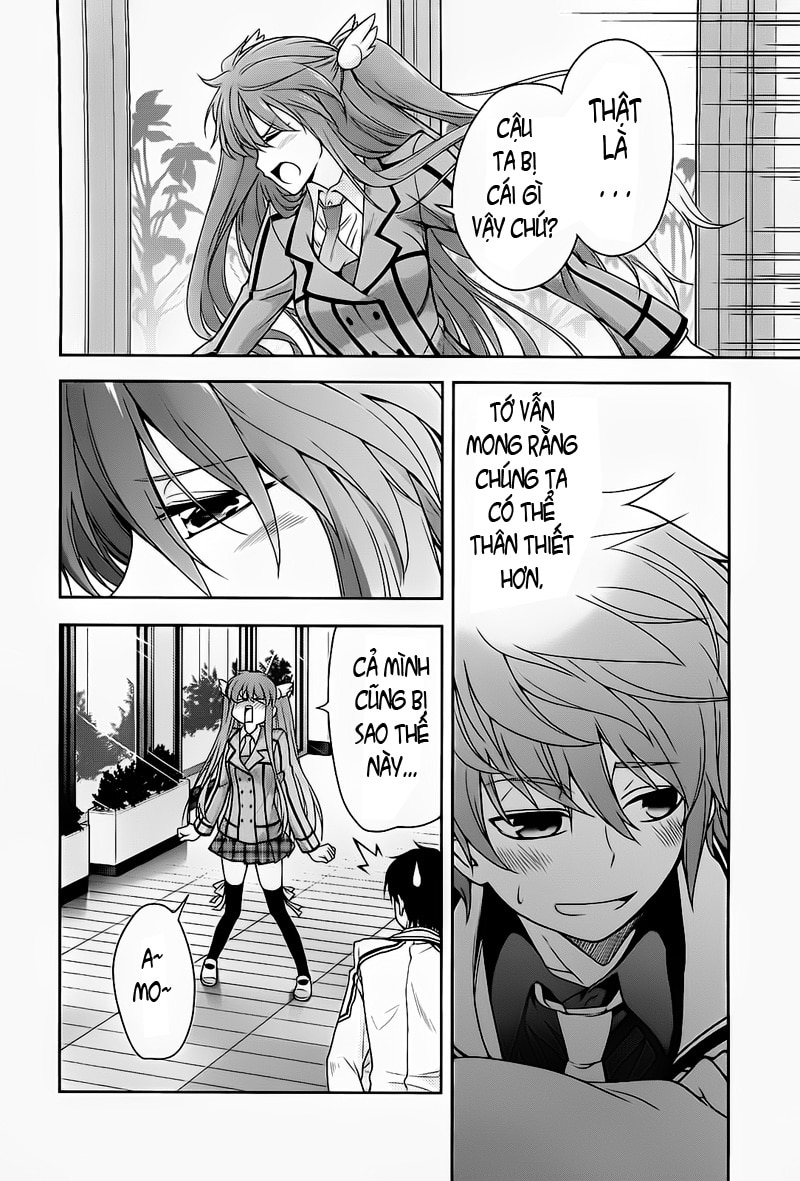 THẬT
LÀ
...
CẬU
TA BỊ
CÁI GÌ
VẬY CHỨ?
TỚ VẪN
MONG RẰNG
CHÚNG TA
CÓ THỂ
THÂN THIẾT
HƠN.
CẢ MÌNH
CŨNG BỊ
SAO THẾ
NÀY...
A~
MO~